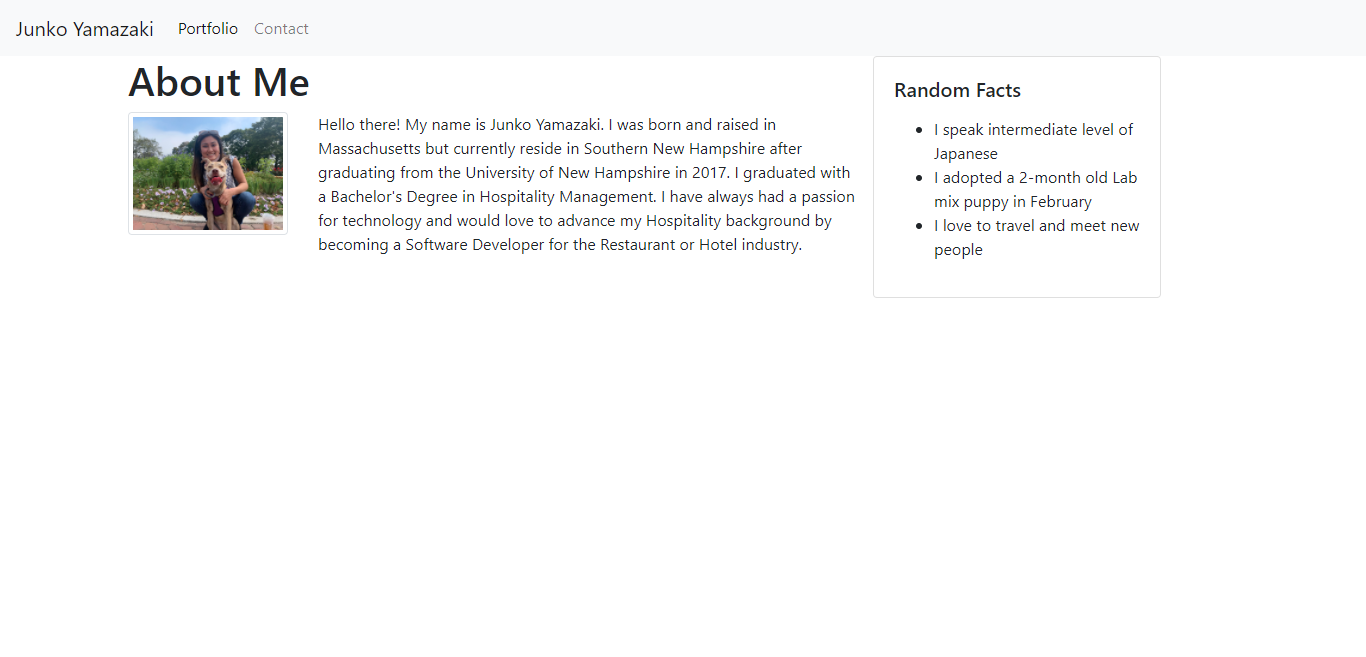 Junko Yamazaki Portfolio Contact
About Me
Hello there! My name is Junko Yamazaki. I was born and raised in
Massachusetts but currently reside in Southern New Hampshire after
graduating from the University of New Hampshire in 2017. I graduated with
a Bachelor's Degree in Hospitality Management. I have always had a passion
for technology and would love to advance my Hospitality background by
becoming a Software Developer for the Restaurant or Hotel industry.
Random Facts
I speak intermediate level of
Japanese
I adopted a 2-month old Lab
mix puppy in February
I love to travel and meet new
people